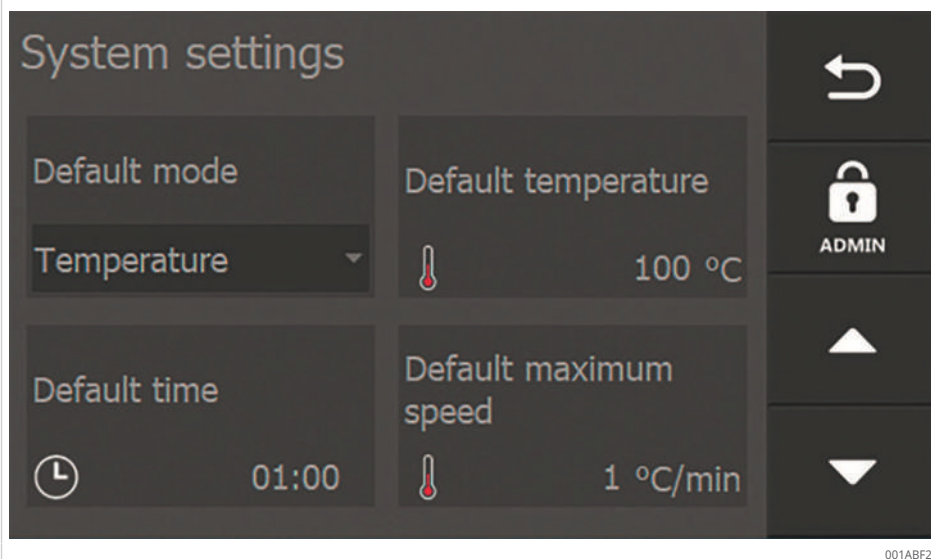 System settings
Default mode
Temperature
Default temperature
100 °C
Default time
01:00
Default maximum
speed
1 °C/min
ADMIN
001ABF2